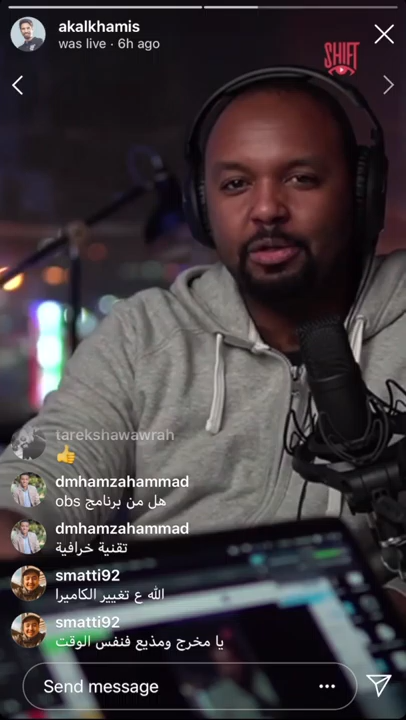 akalkhamis
was live · 6h ago
SHIFT
tarekshawawrah
👍
dmhamzahammad
هل من برنامج obs
dmhamzahammad
تقنية خرافية
smatti92
الله ع تغيير الكاميرا
smatti92
يا مخرج ومذيع فنفس الوقت
Send message